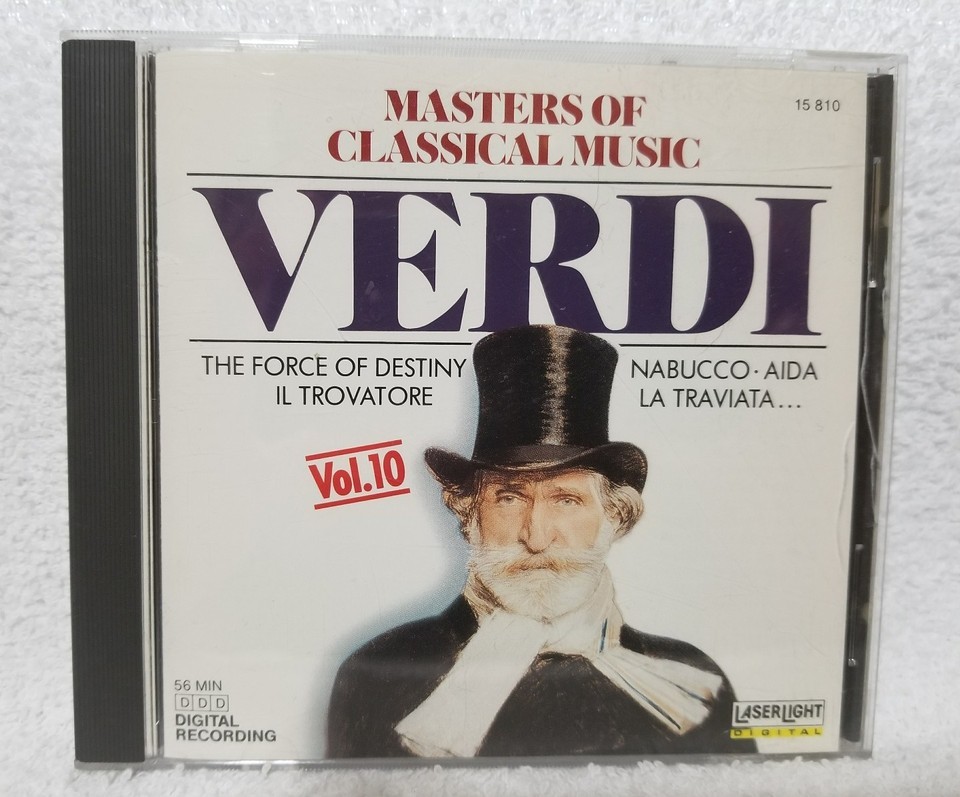 MASTERS OF
CLASSICAL MUSIC
15 810
VERDI
THE FORCE OF DESTINY
IL TROVATORE
NABUCCO · AIDA
LA TRAVIATA...
Vol.10
56 MIN
D D D
DIGITAL
RECORDING
LASERLIGHT
DIGITAL